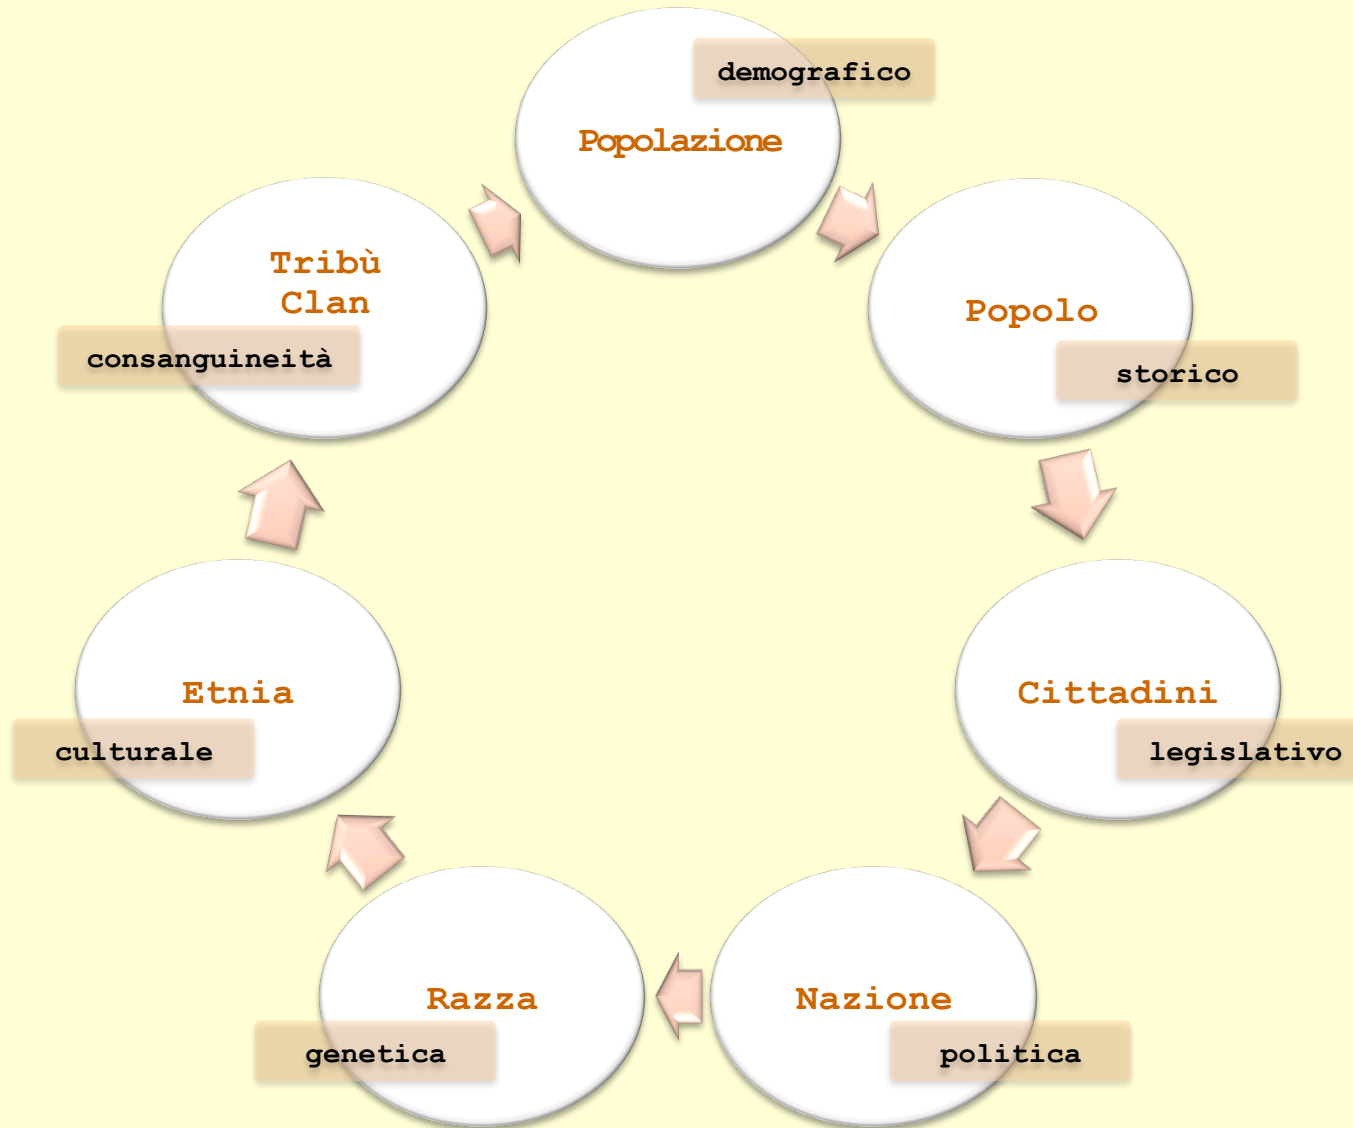 demografico
Popolazione
Popolo
storico
Cittadini
legislativo
Nazione
politica
Razza
genetica
Etnia
culturale
Tribù
Clan
consanguineità